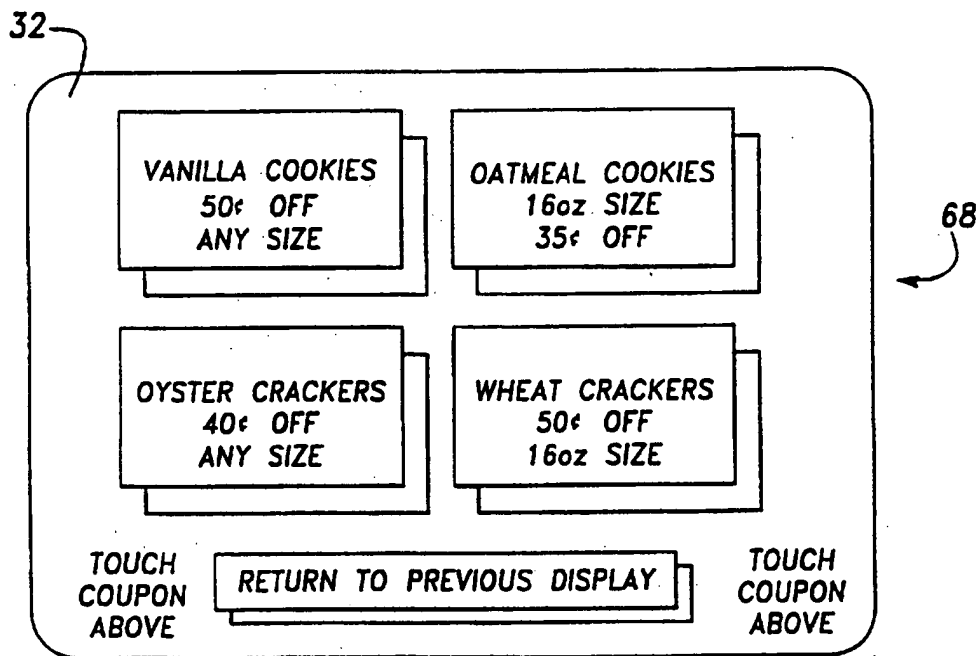 32
VANILLA COOKIES
50¢ OFF
ANY SIZE
OATMEAL COOKIES
16oz SIZE
35¢ OFF
68
OYSTER CRACKERS
40¢ OFF
ANY SIZE
WHEAT CRACKERS
50¢ OFF
16oz SIZE
TOUCH
COUPON
ABOVE
RETURN TO PREVIOUS DISPLAY
TOUCH
COUPON
ABOVE